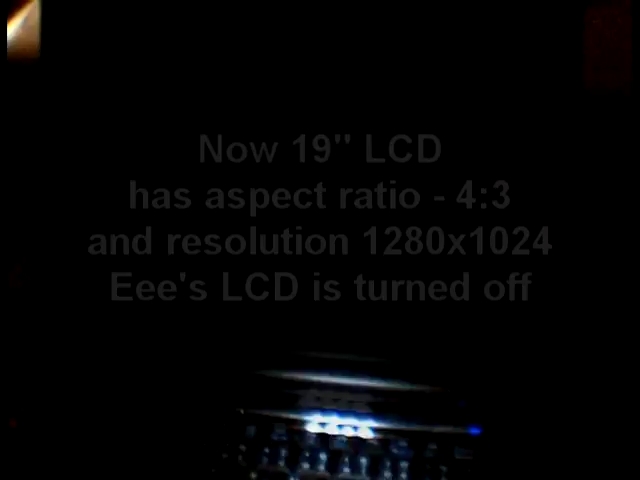 Now 19" LCD
has aspect ratio - 4:3
and resolution 1280x1024
Eee's LCD is turned off